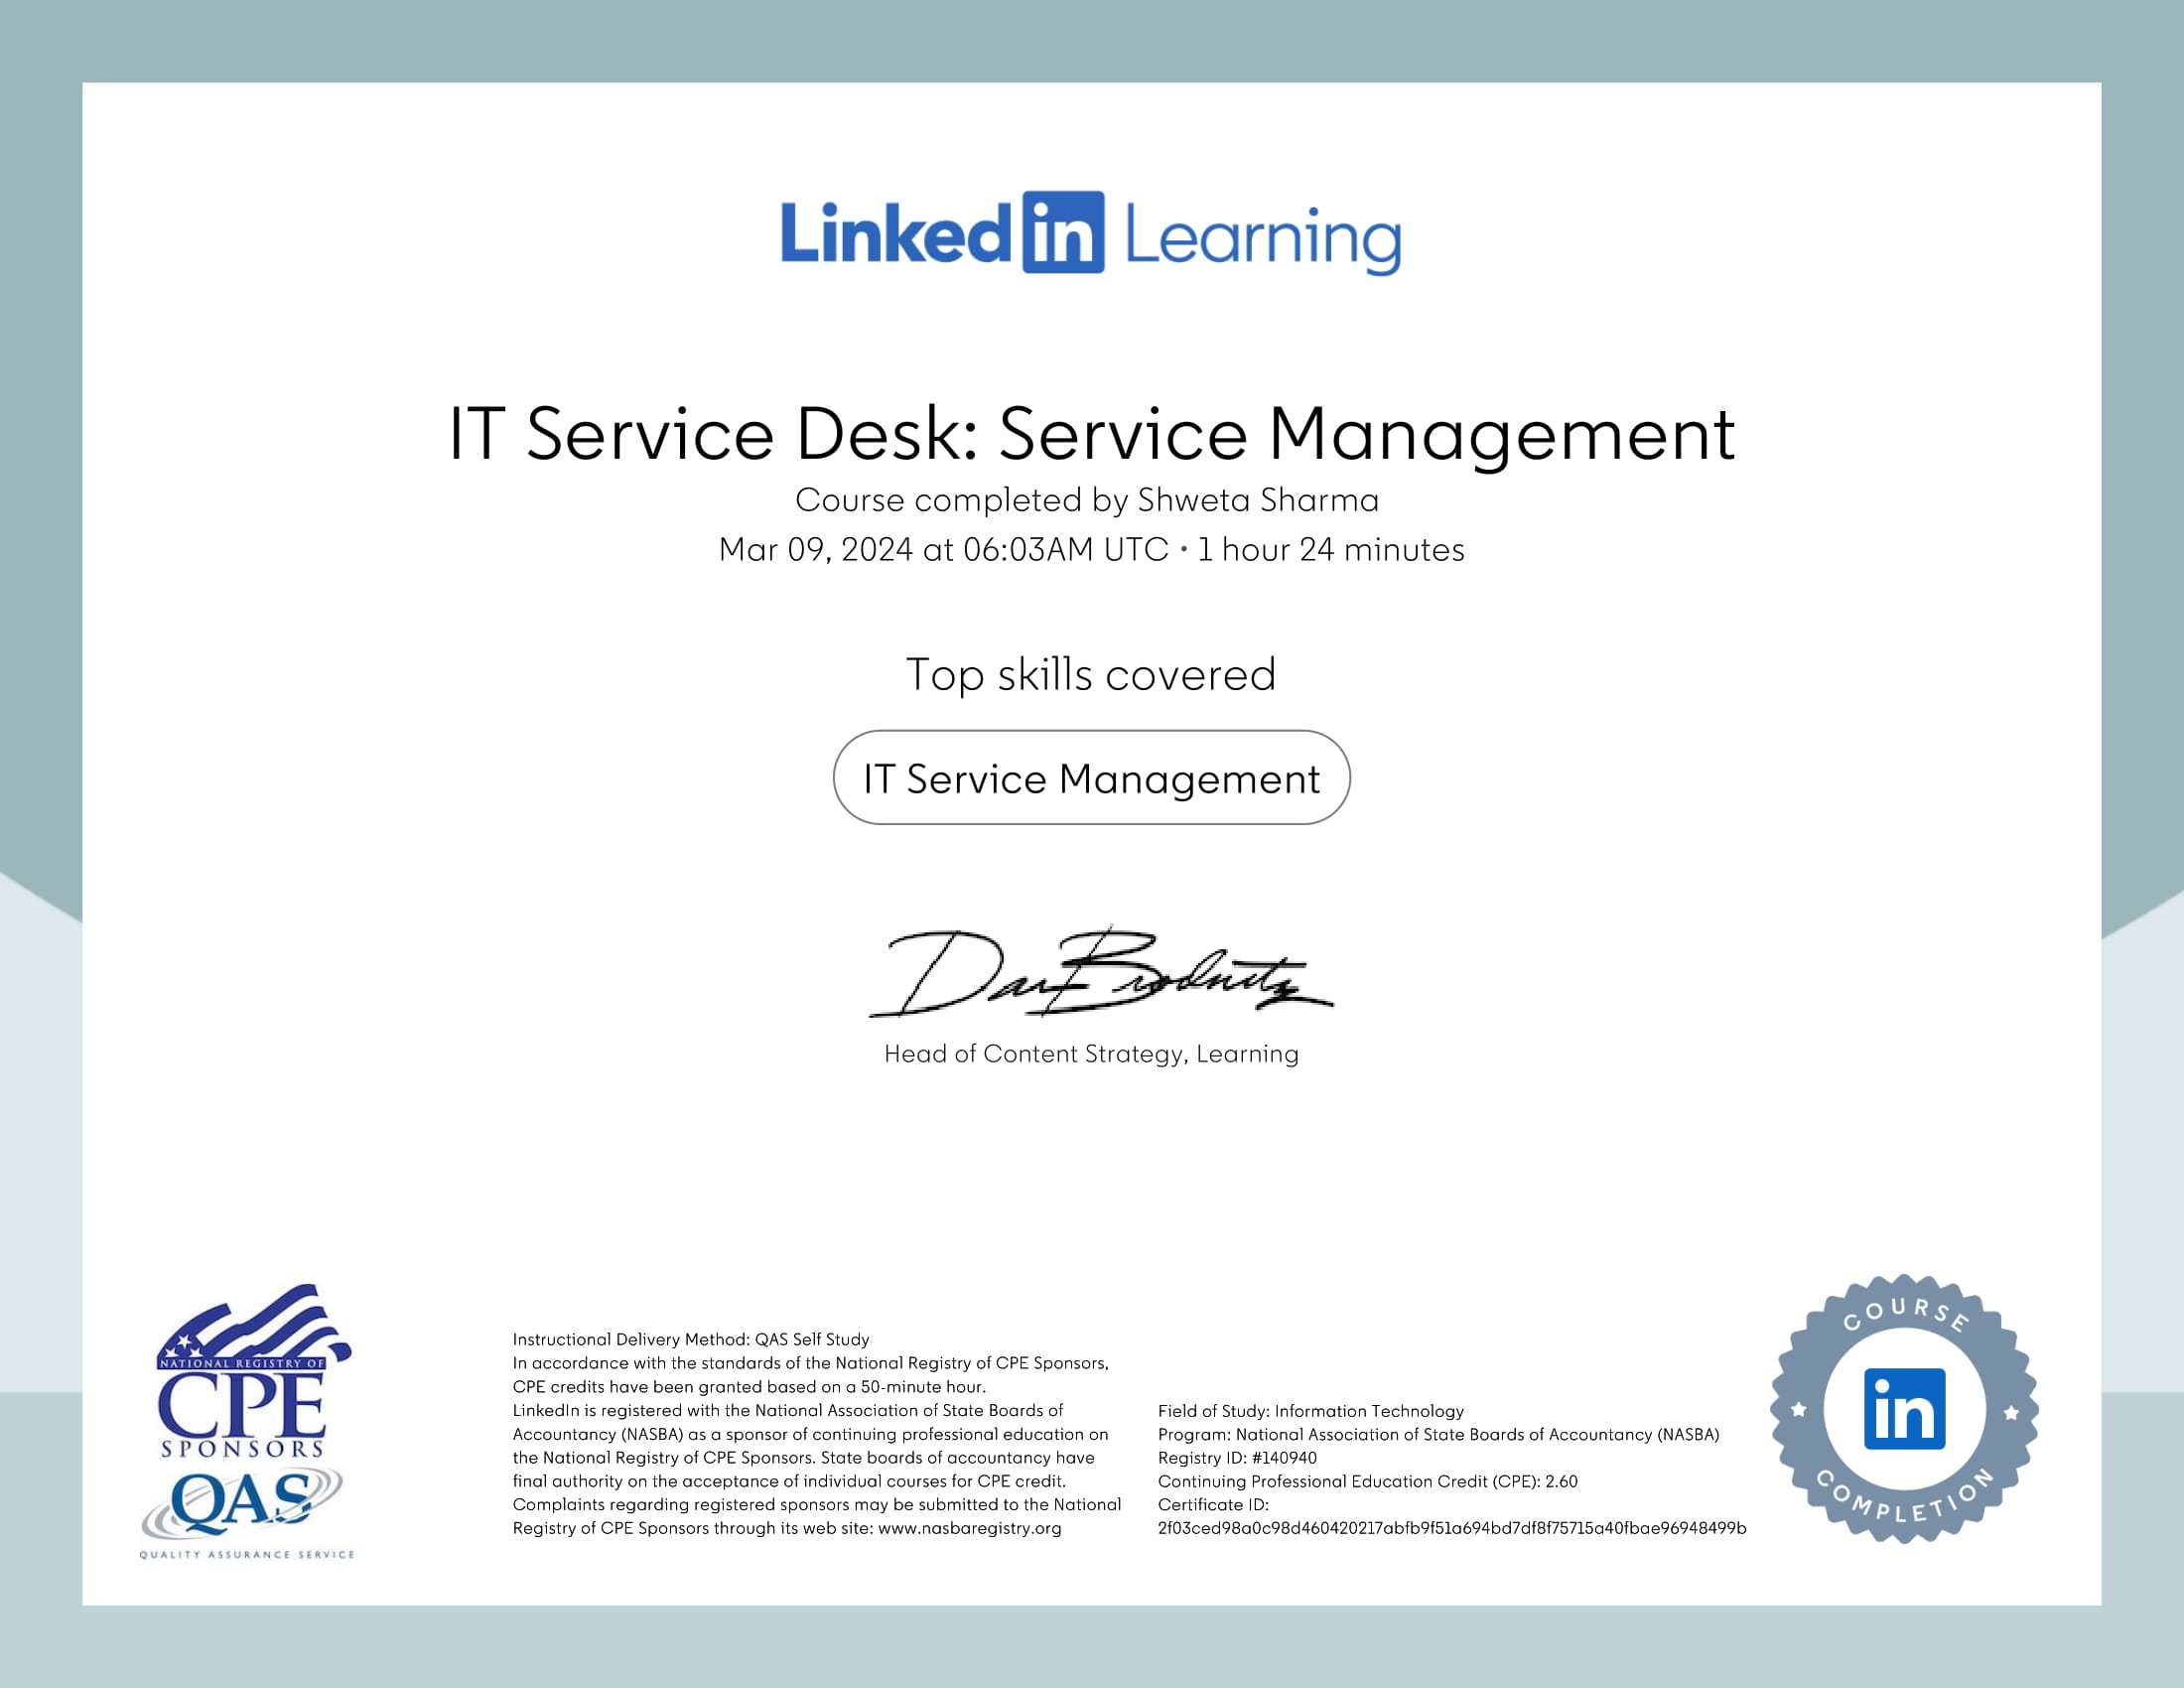 Linked in Learning
IT Service Desk: Service Management
Course completed by Shweta Sharma
Mar 09, 2024 at 06:03AM UTC • 1 hour 24 minutes
Top skills covered
IT Service Management
Dan Brodnitz
Head of Content Strategy, Learning
NATIONAL REGISTRY OF
CPE
SPONSORS
QAS
QUALITY ASSURANCE SERVICE
Instructional Delivery Method: QAS Self Study
In accordance with the standards of the National Registry of CPE Sponsors,
CPE credits have been granted based on a 50-minute hour.
LinkedIn is registered with the National Association of State Boards of
Accountancy (NASBA) as a sponsor of continuing professional education on
the National Registry of CPE Sponsors. State boards of accountancy have
final authority on the acceptance of individual courses for CPE credit.
Complaints regarding registered sponsors may be submitted to the National
Registry of CPE Sponsors through its web site: www.nasbaregistry.org
Field of Study: Information Technology
Program: National Association of State Boards of Accountancy (NASBA)
Registry ID: #140940
Continuing Professional Education Credit (CPE): 2.60
Certificate ID:
2f03ced98a0c98d460420217abfb9f51a694bd7df8f75715a40fbae96948499b
COURSE
in
COMPLETION